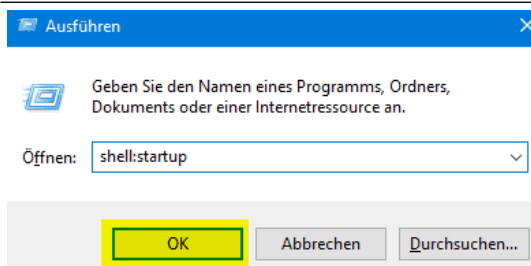 Ausführen
Geben Sie den Namen eines Programms, Ordners,
Dokuments oder einer Internetressource an.
Öffnen: shell:startup
OK Abbrechen Durchsuchen...